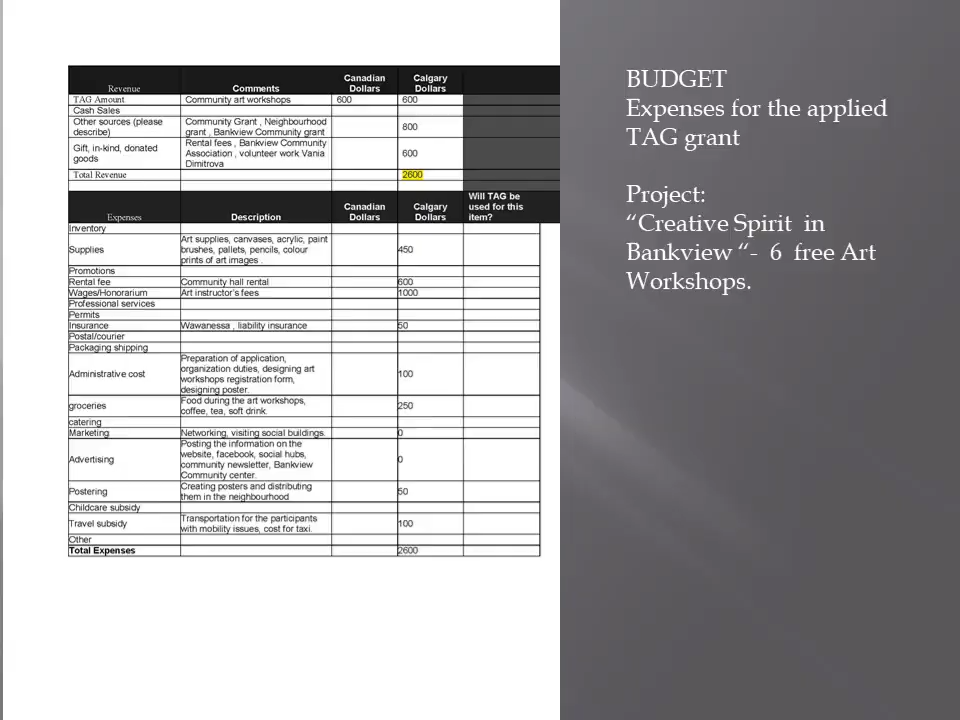 Canadian Calgary
Revenue Comments Dollars Dollars
TAG Amount Community art workshops 600 600
Cash Sales
Other sources (please describe) Community Grant , Neighbourhood grant , Bankview Community grant 800
Gift, in-kind, donated goods Rental fees , Bankview Community Association , volunteer work Vania Dimitrova 600
Total Revenue 2600
Expenses Description Canadian Dollars Calgary Dollars Will TAG be used for this item?
Inventory
Supplies Art supplies, canvases, acrylic, paint brushes, pallets, pencils, colour prints of art images . 450
Promotions
Rental fee Community hall rental 600
Wages/Honorarium Art instructor's fees 1000
Professional services
Permits
Insurance Wawanessa , liability insurance 50
Postal/courier
Packaging shipping
Administrative cost Preparation of application, organization duties, designing art workshops registration form, designing poster. 100
groceries Food during the art workshops, coffee, tea, soft drink. 250
catering
Marketing Networking, visiting social buildings. 0
Advertising Posting the information on the website, facebook, social hubs, community newsletter, Bankview Community center. 0
Postering Creating posters and distributing them in the neighbourhood 50
Childcare subsidy
Travel subsidy Transportation for the participants with mobility issues, cost for taxi. 100
Other
Total Expenses 2600
BUDGET
Expenses for the applied
TAG grant
Project:
“Creative Spirit in
Bankview “- 6 free Art
Workshops.